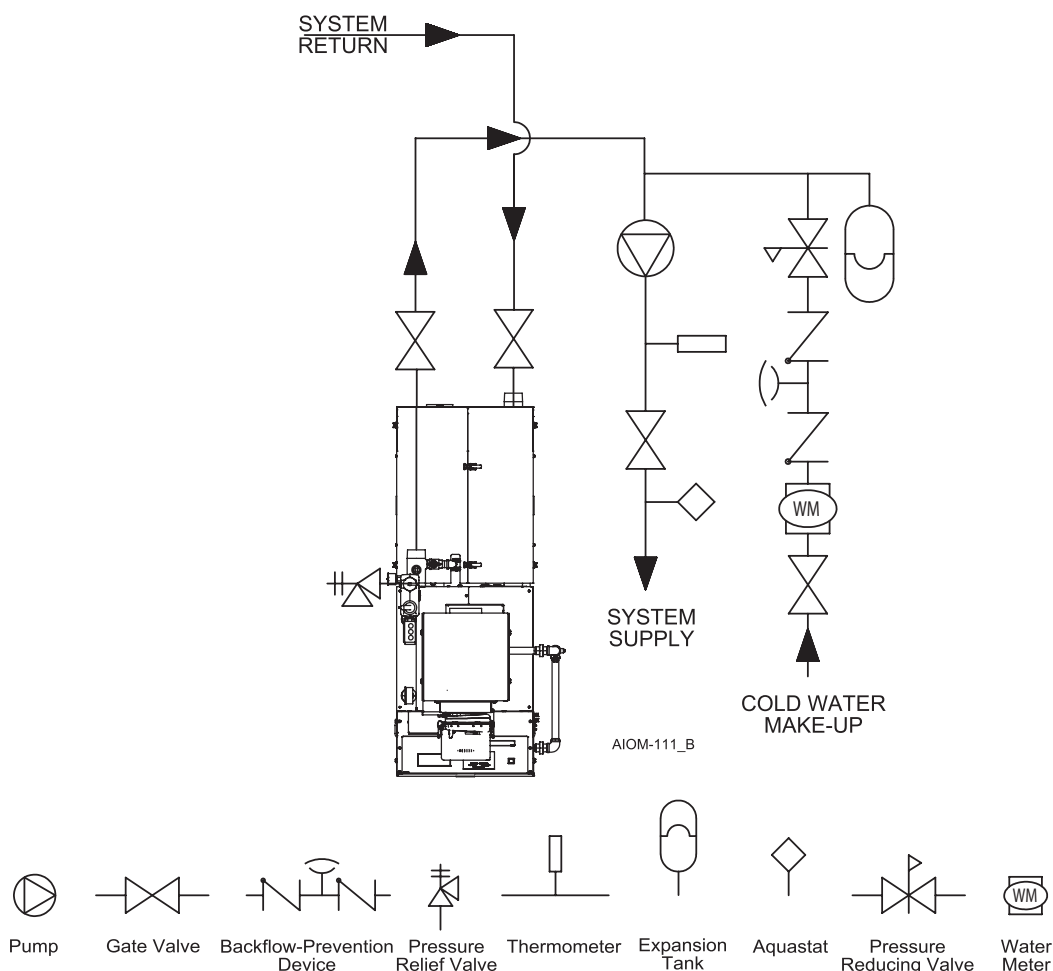 SYSTEM
RETURN
WM
SYSTEM
SUPPLY
COLD WATER
MAKE-UP
AIOM-111_B
WM
Pump
Gate Valve
Backflow-Prevention
Device
Pressure
Relief Valve
Thermometer
Expansion
Tank
Aquastat
Pressure
Reducing Valve
Water
Meter